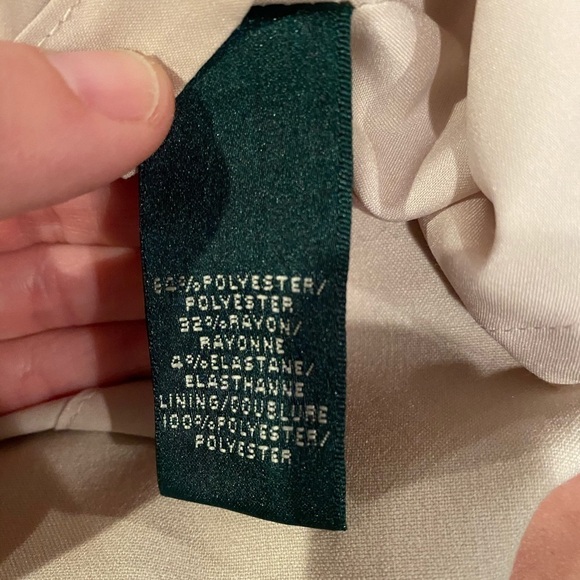 64%POLYESTER/
POLYESTER
32%RAYON/
RAYONNE
4%ELASTANE/
ELASTHANNE
LINING/DOUBLURE
100%POLYESTER/
POLYESTER